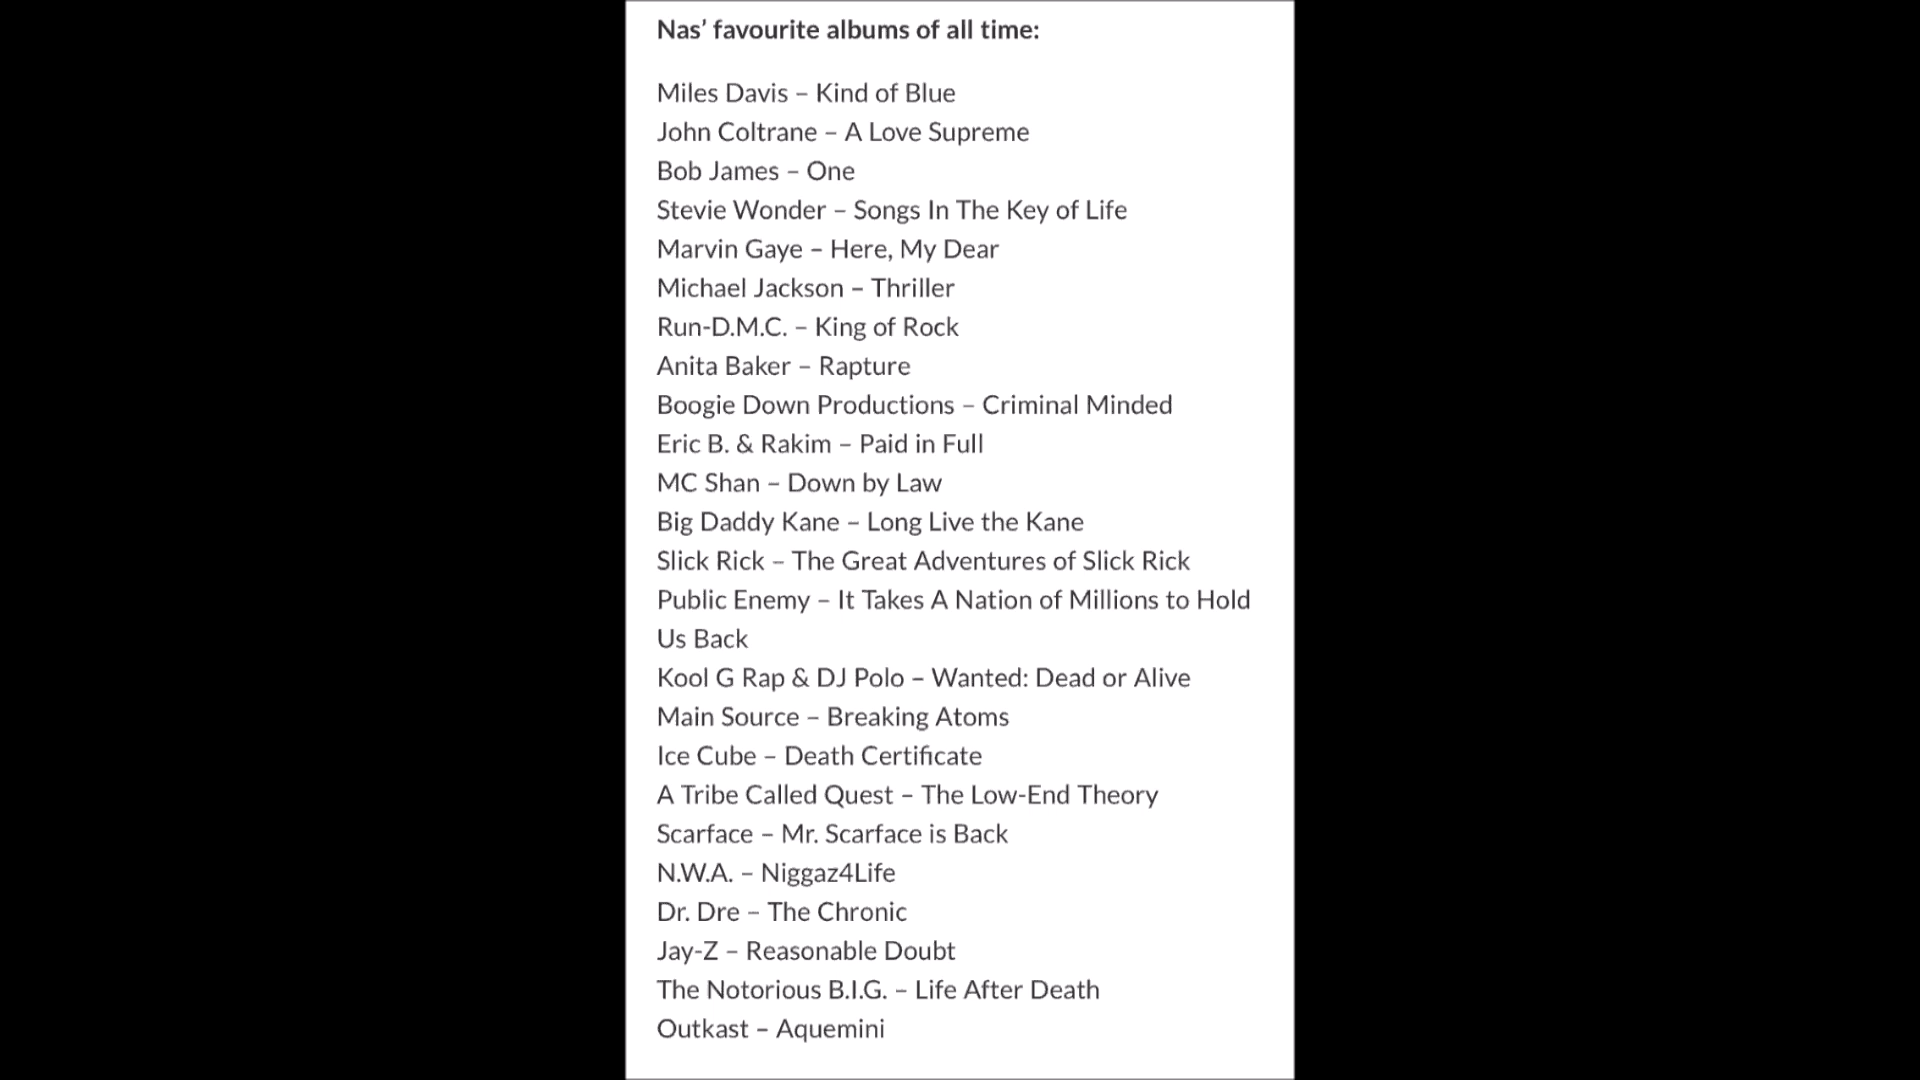 Nas’ favourite albums of all time:
Miles Davis – Kind of Blue
John Coltrane – A Love Supreme
Bob James – One
Stevie Wonder – Songs In The Key of Life
Marvin Gaye – Here, My Dear
Michael Jackson – Thriller
Run-D.M.C. – King of Rock
Anita Baker – Rapture
Boogie Down Productions – Criminal Minded
Eric B. & Rakim – Paid in Full
MC Shan – Down by Law
Big Daddy Kane – Long Live the Kane
Slick Rick – The Great Adventures of Slick Rick
Public Enemy – It Takes A Nation of Millions to Hold
Us Back
Kool G Rap & DJ Polo – Wanted: Dead or Alive
Main Source – Breaking Atoms
Ice Cube – Death Certificate
A Tribe Called Quest – The Low-End Theory
Scarface – Mr. Scarface is Back
N.W.A. – Niggaz4Life
Dr. Dre – The Chronic
Jay-Z – Reasonable Doubt
The Notorious B.I.G. – Life After Death
Outkast – Aquemini